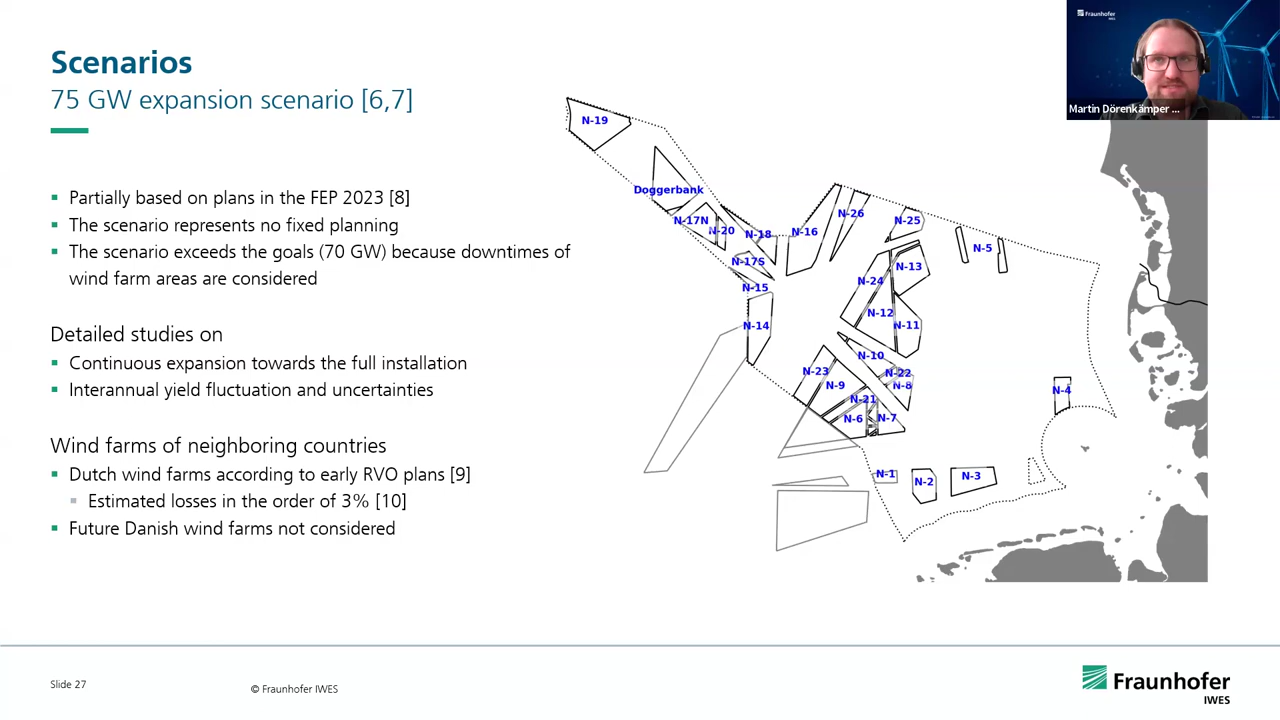 Scenarios
75 GW expansion scenario [6,7]
Partially based on plans in the FEP 2023 [8]
The scenario represents no fixed planning
The scenario exceeds the goals (70 GW) because downtimes of
wind farm areas are considered
Detailed studies on
Continuous expansion towards the full installation
Interannual yield fluctuation and uncertainties
Wind farms of neighboring countries
Dutch wind farms according to early RVO plans [9]
Estimated losses in the order of 3% [10]
Future Danish wind farms not considered
N-19
Doggerbank
N-17N
N-20
N-18
N-16
N-26
N-25
N-5
N-17S
N-13
N-15
N-24
N-14
N-12
N-11
N-10
N-23
N-22
N-9
N-8
N-4
N-21
N-6
N-7
N-1
N-2
N-3
Fraunhofer
IWES
Martin Dörenkämper ...
Slide 27
© Fraunhofer IWES
Fraunhofer
IWES